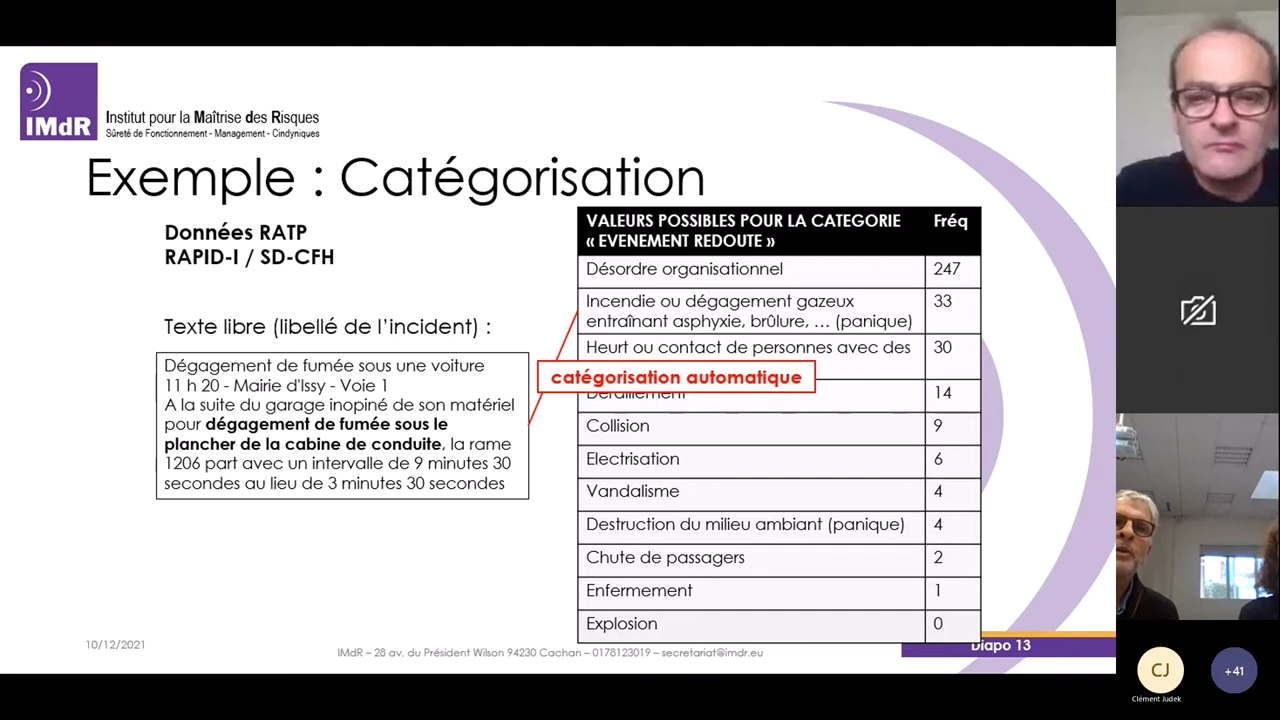 IMdR
Institut pour la Maîtrise des Risques
Sûreté de Fonctionnement - Management - Cindyniques
Exemple : Catégorisation
Données RATP
RAPID-I / SD-CFH
Texte libre (libellé de l'incident) :
Dégagement de fumée sous une voiture
11 h 20 - Mairie d'Issy - Voie 1
A la suite du garage inopiné de son matériel
pour dégagement de fumée sous le
plancher de la cabine de conduite, la rame
1206 part avec un intervalle de 9 minutes 30
secondes au lieu de 3 minutes 30 secondes
catégorisation automatique
VALEURS POSSIBLES POUR LA CATEGORIE Fréq
« EVENEMENT REDOUTE »
Désordre organisationnel 247
Incendie ou dégagement gazeux 33
entraînant asphyxie, brûlure, … (panique)
Heurt ou contact de personnes avec des 30
Déraillement 14
Collision 9
Electrisation 6
Vandalisme 4
Destruction du milieu ambiant (panique) 4
Chute de passagers 2
Enfermement 1
Explosion 0
10/12/2021
IMdR – 28 av. du Président Wilson 94230 Cachan – 0178123019 – secretariat@imdr.eu
Diapo 13
CJ
Clément Judek
+41